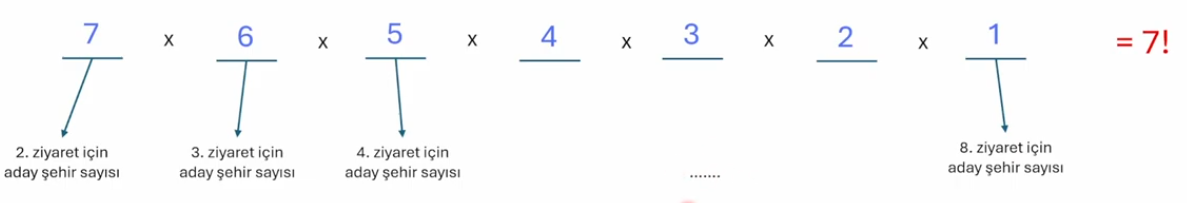 7 x 6 x 5 x 4 x 3 x 2 x 1 = 7!
2. ziyaret için
aday şehir sayısı
3. ziyaret için
aday şehir sayısı
4. ziyaret için
aday şehir sayısı
.......
8. ziyaret için
aday şehir sayısı